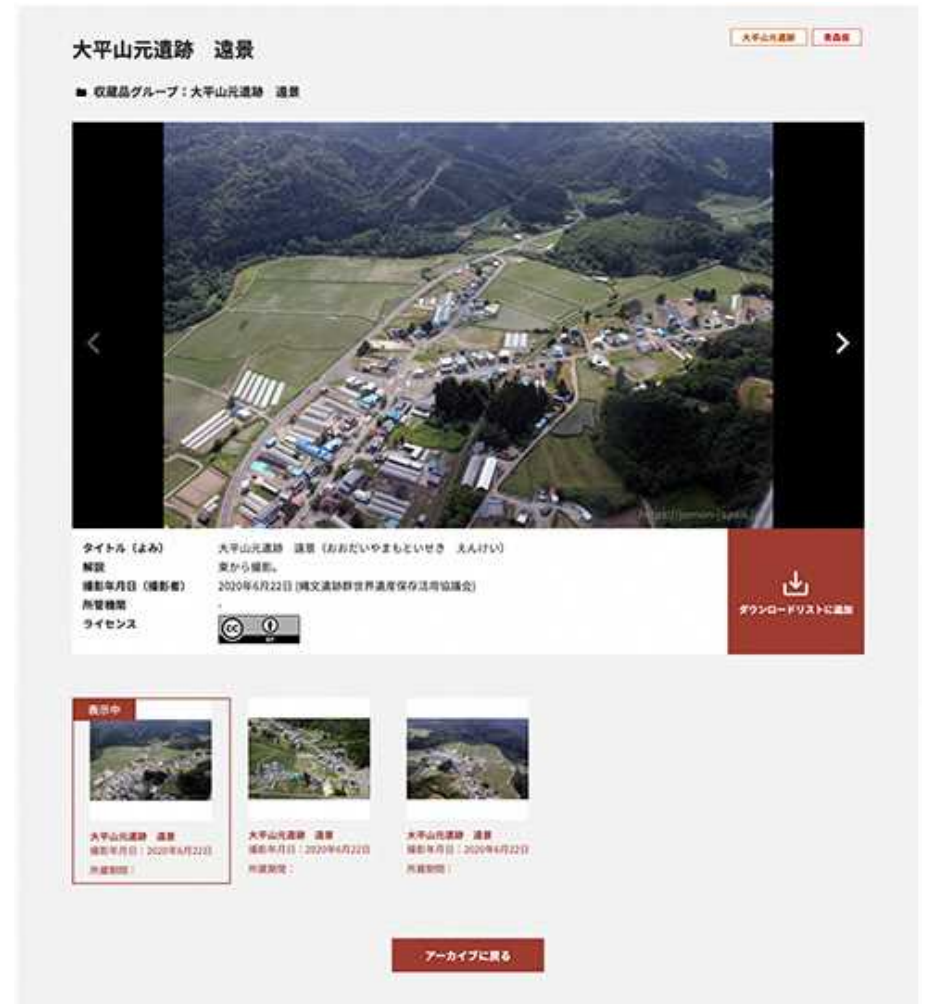 大平山元遺跡　遠景
大平山元遺跡 青森県
収蔵品グループ：大平山元遺跡　遠景
タイトル（よみ） 大平山元遺跡　遠景（おおだいやまもといせき　えんけい）
解説 東から撮影。
撮影年月日（撮影者） 2020年6月22日 (縄文遺跡群世界遺産保存活用協議会)
所管機関 -
ライセンス
cc
BY
ダウンロードリストに追加
表示中
大平山元遺跡　遠景
撮影年月日：2020年6月22日
所蔵期間：
大平山元遺跡　遠景
撮影年月日：2020年6月22日
所蔵期間：
大平山元遺跡　遠景
撮影年月日：2020年6月22日
所蔵期間：
アーカイブに戻る